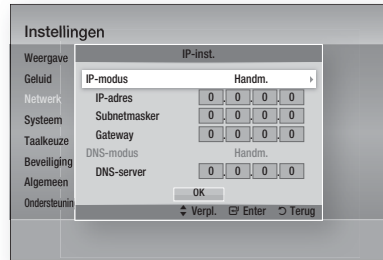 Instellingen
Weergave
Geluid
Netwerk
Systeem
Taalkeuze
Beveiliging
Algemeen
Ondersteunin
IP-inst.
IP-modus Handm.
IP-adres 0 . 0 . 0 . 0
Subnetmasker 0 . 0 . 0 . 0
Gateway 0 . 0 . 0 . 0
DNS-modus Handm.
DNS-server 0 . 0 . 0 . 0
OK
Verpl. Enter Terug